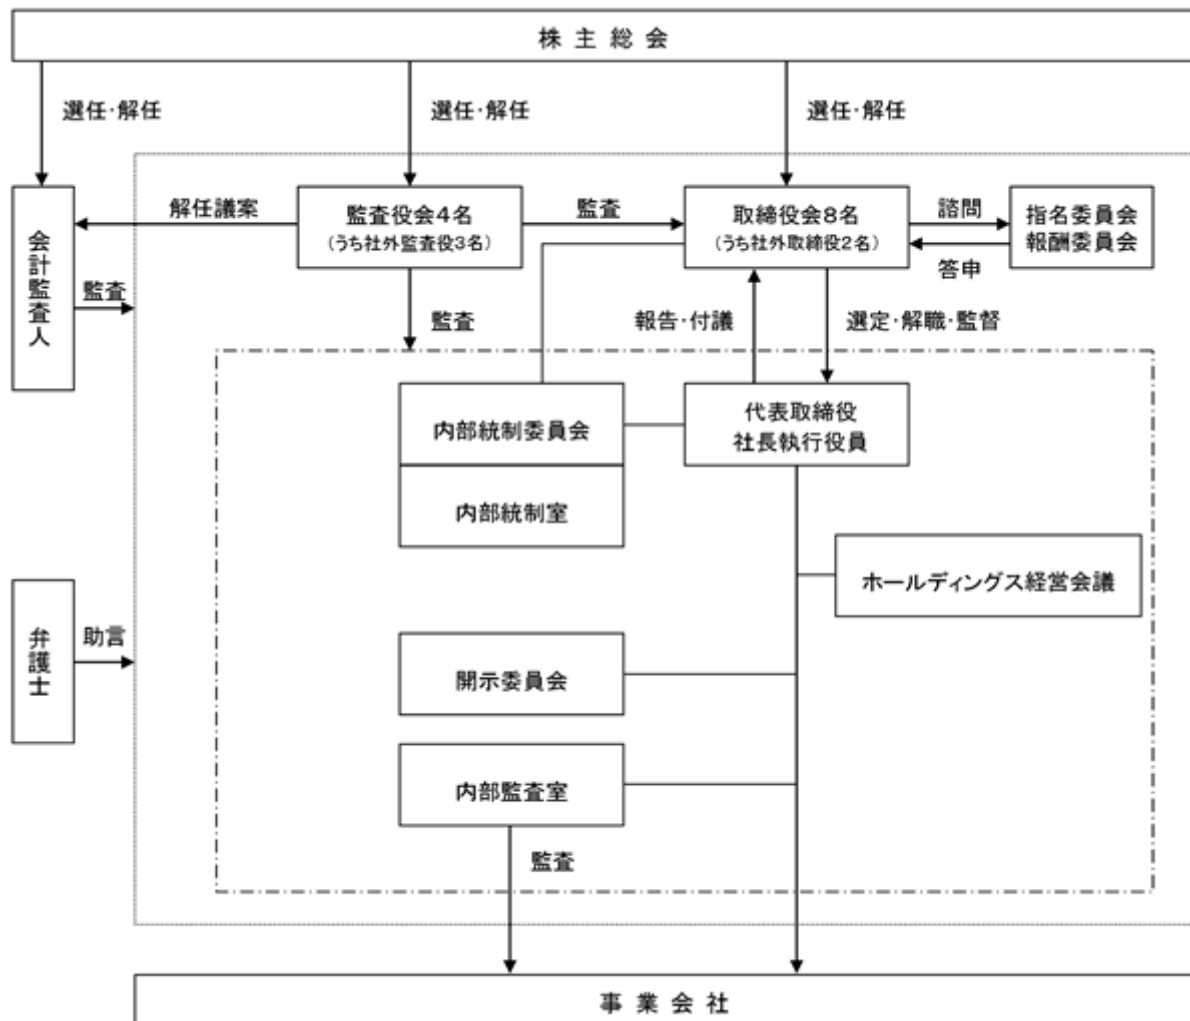 株主総会
選任・解任
選任・解任
選任・解任
会計監査人
解任議案
監査役会4名
(うち社外監査役3名)
監査
取締役会8名
(うち社外取締役2名)
諮問
答申
指名委員会
報酬委員会
監査
監査
報告・付議
選定・解職・監督
内部統制委員会
代表取締役
社長執行役員
内部統制室
ホールディングス経営会議
弁護士
助言
開示委員会
内部監査室
監査
事業会社